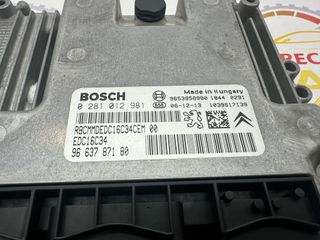 BOSCH
Made in Hungary
0 281 012 981
9653958980 1044 0291
06-12-13 1039S17139
RBCMMDEDC16C34CEM 00
EDC16C34
96 637 871 80